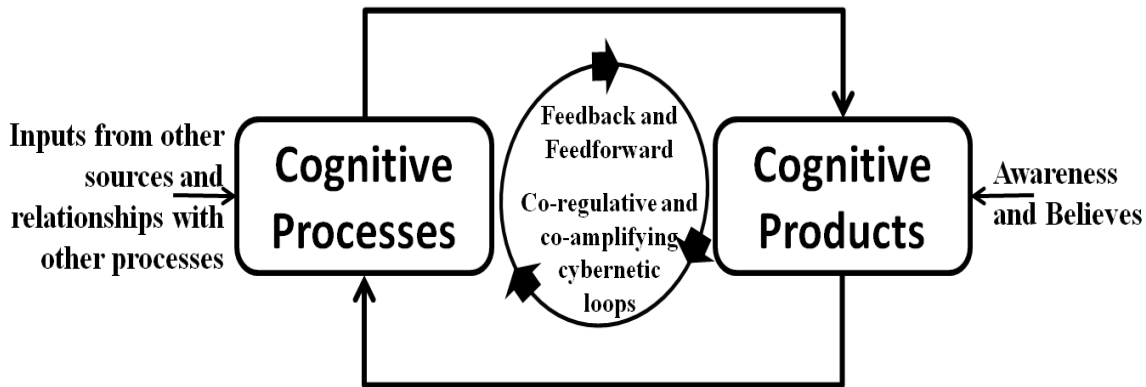 Inputs from other
sources and
relationships with
other processes
Cognitive
Processes
Feedback and
Feedforward
Co-regulative and
co-amplifying
cybernetic
loops
Cognitive
Products
Awareness
and Believes